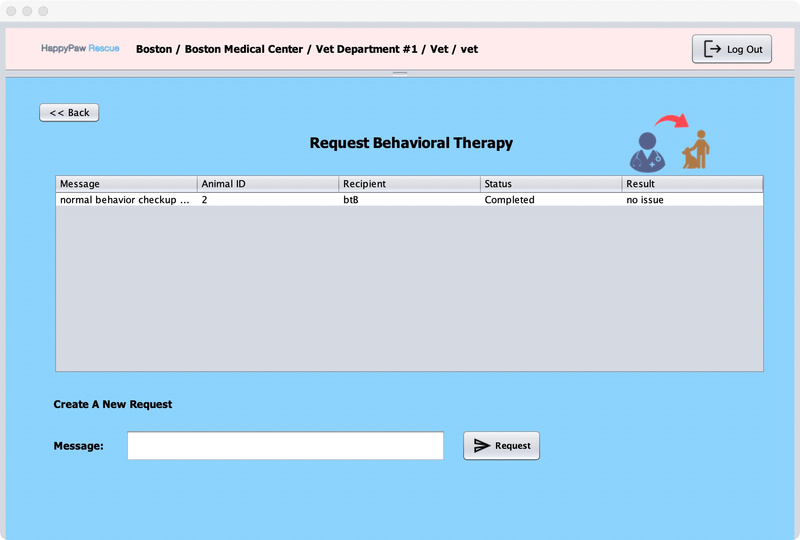 HappyPaw Rescue Boston / Boston Medical Center / Vet Department #1 / Vet / vet Log Out
<< Back
Request Behavioral Therapy
Message Animal ID Recipient Status Result
normal behavior checkup ... 2 btB Completed no issue
Create A New Request
Message: Request